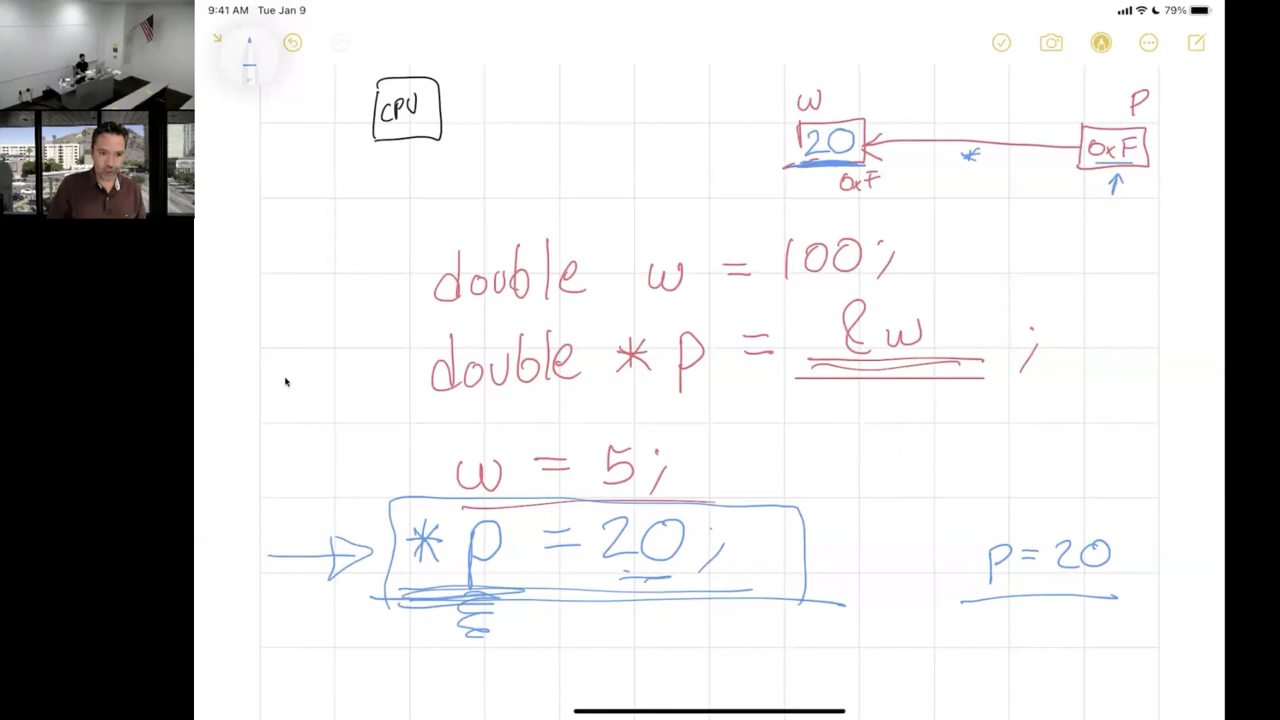 9:41 AM Tue Jan 9
79%
CPU
w
P
20
*
0xF
0xF
double w = 100;
double * p = &w ;
w = 5;
* p = 20;
p = 20